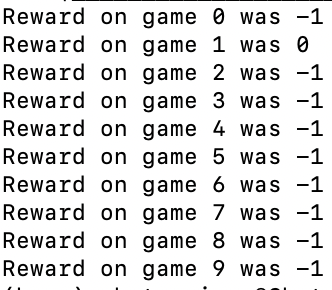 Reward on game 0 was -1
Reward on game 1 was 0
Reward on game 2 was -1
Reward on game 3 was -1
Reward on game 4 was -1
Reward on game 5 was -1
Reward on game 6 was -1
Reward on game 7 was -1
Reward on game 8 was -1
Reward on game 9 was -1